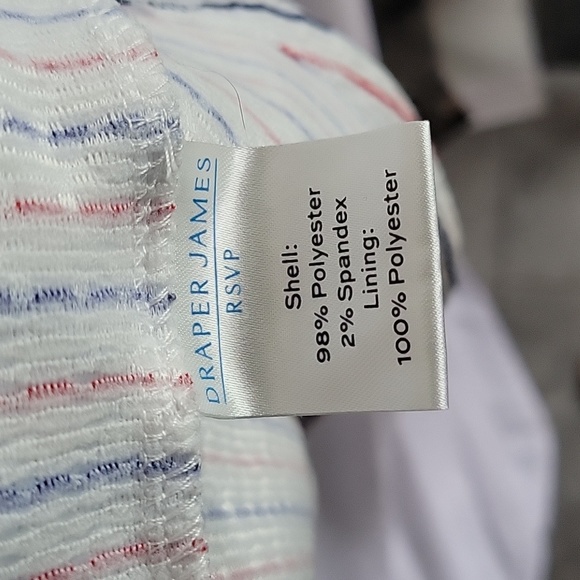 DRAPER JAMES
RSVP
Shell:
98% Polyester
2% Spandex
Lining:
100% Polyester